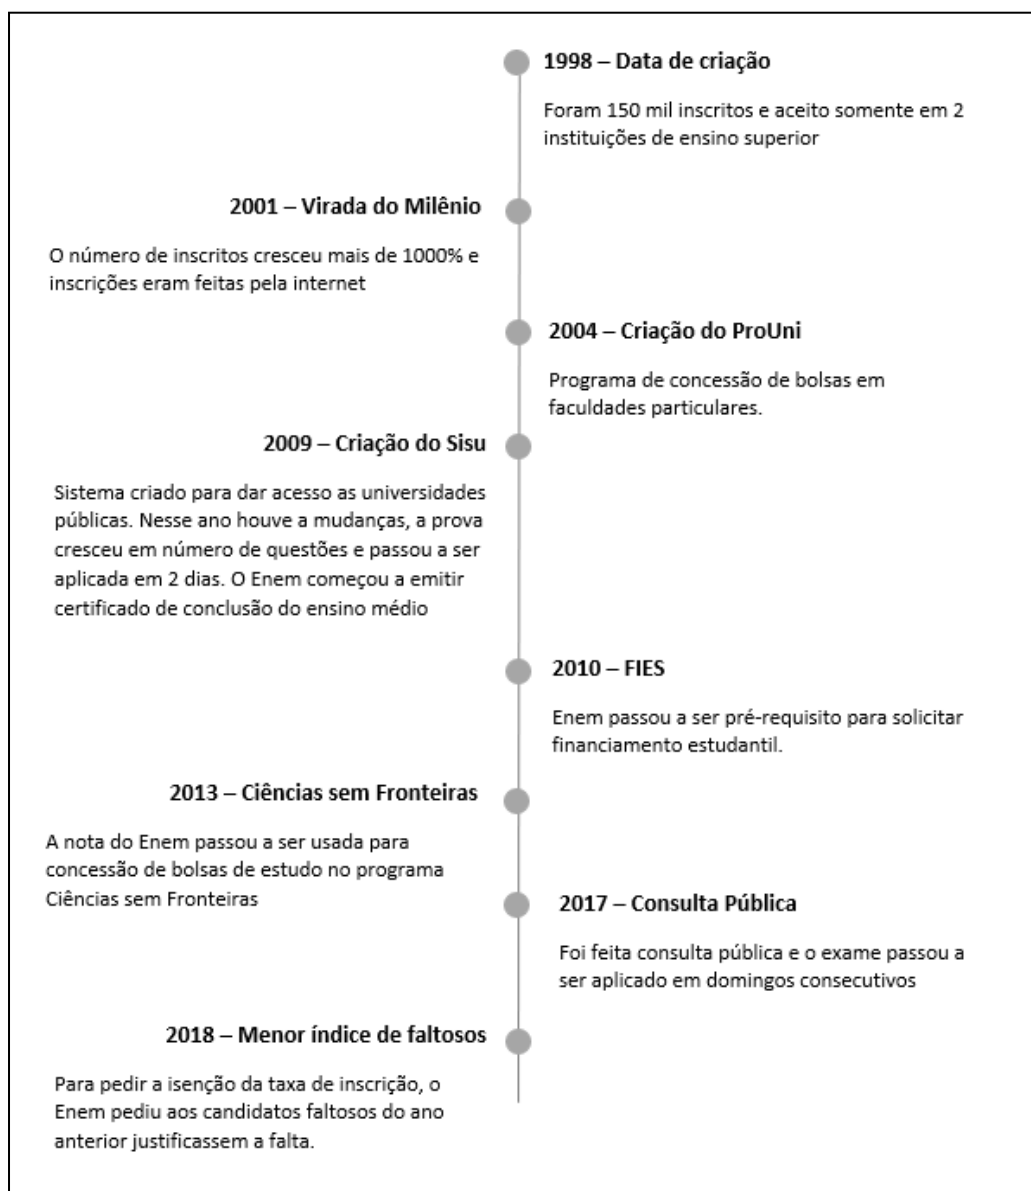 1998 – Data de criação
Foram 150 mil inscritos e aceito somente em 2
instituições de ensino superior
2001 – Virada do Milênio
O número de inscritos cresceu mais de 1000% e
inscrições eram feitas pela internet
2004 – Criação do ProUni
Programa de concessão de bolsas em
faculdades particulares.
2009 – Criação do Sisu
Sistema criado para dar acesso as universidades
públicas. Nesse ano houve a mudanças, a prova
cresceu em número de questões e passou a ser
aplicada em 2 dias. O Enem começou a emitir
certificado de conclusão do ensino médio
2010 – FIES
Enem passou a ser pré-requisito para solicitar
financiamento estudantil.
2013 – Ciências sem Fronteiras
A nota do Enem passou a ser usada para
concessão de bolsas de estudo no programa
Ciências sem Fronteiras
2017 – Consulta Pública
Foi feita consulta pública e o exame passou a
ser aplicado em domingos consecutivos
2018 – Menor índice de faltosos
Para pedir a isenção da taxa de inscrição, o
Enem pediu aos candidatos faltosos do ano
anterior justificassem a falta.